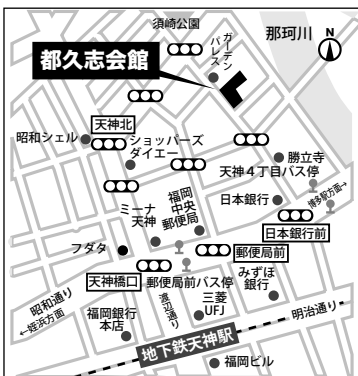 須崎公園
那珂川
N
ガーデン
パレス
都久志会館
天神北
昭和シェル
ショッパーズ
ダイエー
勝立寺
天神4丁目バス停
博多駅方面→
福岡
中央
郵便局
日本銀行
ミーナ
天神
日本銀行前
フダタ
郵便局前
天神橋口
郵便局前バス停
みずほ
銀行
昭和通り
←姪浜方面
渡辺通り
三菱
UFJ
明治通り
福岡銀行
本店
地下鉄天神駅
福岡ビル